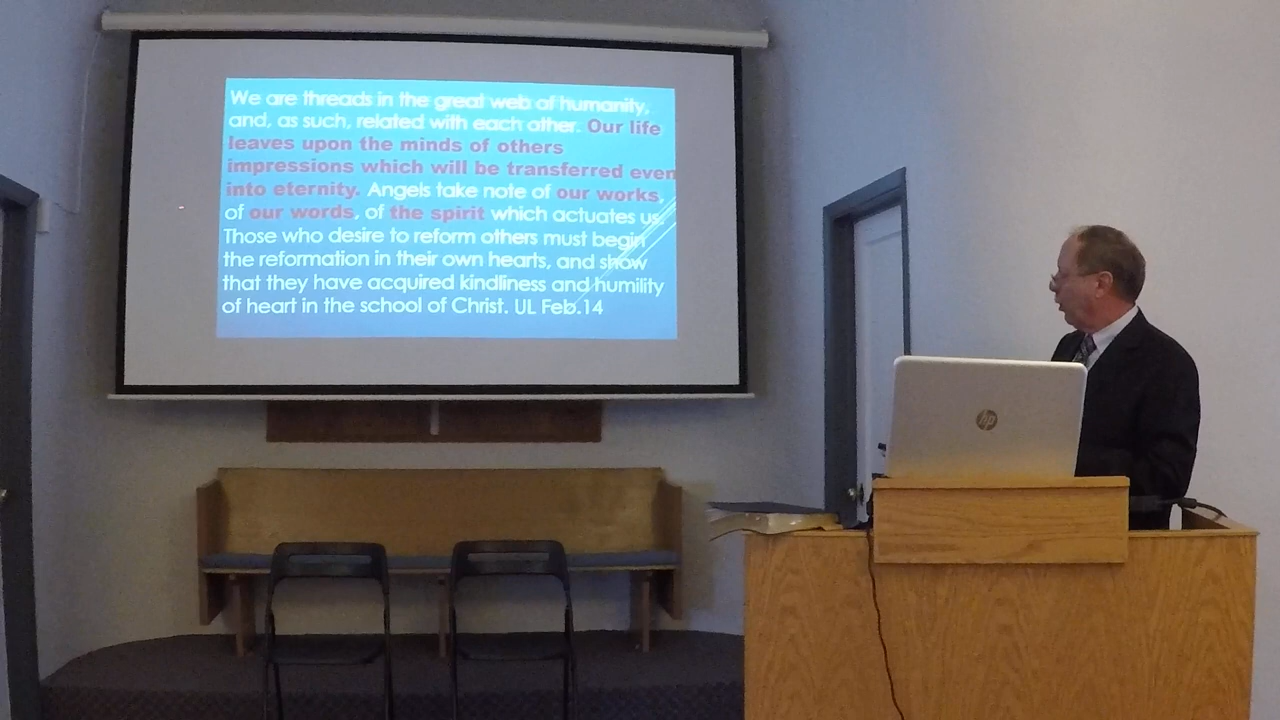 We are threads in the great web of humanity,
and, as such, related with each other. Our life
leaves upon the minds of others
impressions which will be transferred even
into eternity. Angels take note of our works,
of our words, of the spirit which actuates us.
Those who desire to reform others must begin
the reformation in their own hearts, and show
that they have acquired kindliness and humility
of heart in the school of Christ. UL Feb.14
hp